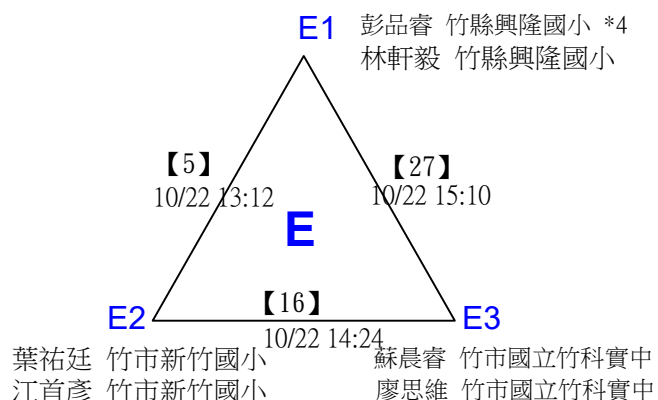 E1 彭品睿 竹縣興隆國小 *4
林軒毅 竹縣興隆國小
【5】
10/22 13:12
【27】
10/22 15:10
E
【16】
10/22 14:24
E2
E3
葉祐廷 竹市新竹國小
江首彥 竹市新竹國小
蘇晨睿 竹市國立竹科實中
廖思維 竹市國立竹科實中